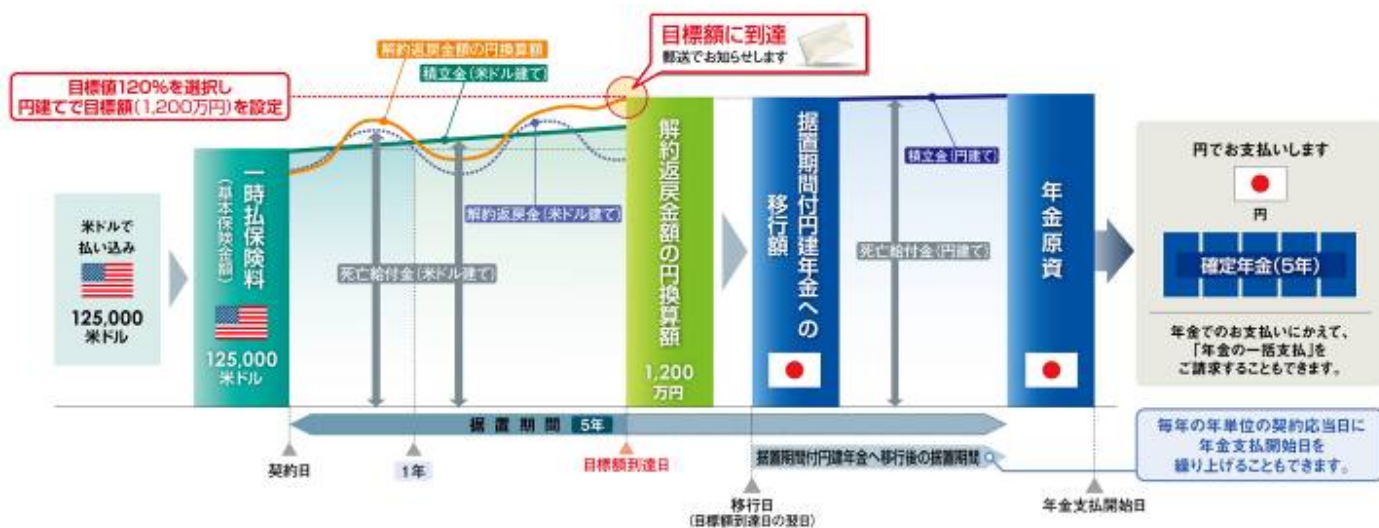 目標額に到達
郵送でお知らせします
解約返戻金額の円換算額
積立金(米ドル建て)
目標値120%を選択し
円建てで目標額(1,200万円)を設定
米ドルで
払い込み
125,000
米ドル
一時払保険料
(基本保険金額)
125,000
米ドル
死亡給付金(米ドル建て)
解約返戻金(米ドル建て)
解約返戻金額の円換算額
1,200
万円
据置期間付円建年金への
移行額
積立金(円建て)
死亡給付金(円建て)
年金原資
円でお支払いします
円
確定年金(5年)
年金でのお支払いにかえて、
「年金の一括支払」を
ご請求することもできます。
据置期間 5年
契約日
1年
目標額到達日
据置期間付円建年金へ移行後の据置期間
毎年の年単位の契約応当日に
年金支払開始日を
繰り上げることもできます。
移行日
(目標額到達日の翌日)
年金支払開始日